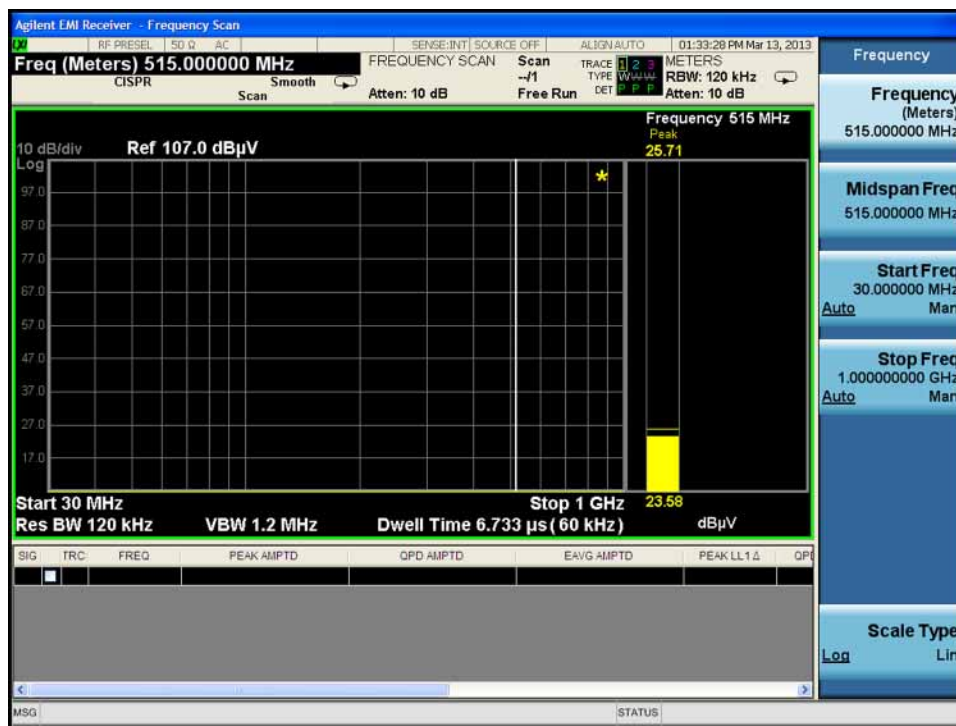 Agilent EMI Receiver - Frequency Scan
RF PRESEL 50 Ω AC SENSE:INT SOURCE OFF ALIGN AUTO 01:33:28 PM Mar 13, 2013
Freq (Meters) 515.000000 MHz
CISPR Smooth
Scan
FREQUENCY SCAN
Atten: 10 dB
Scan
--/1
Free Run
TRACE 1 2 3
TYPE W W W
DET P P P
METERS
RBW: 120 kHz
Atten: 10 dB
Frequency 515 MHz
Peak
25.71
10 dB/div Ref 107.0 dBµV
Log
97.0
87.0
77.0
67.0
57.0
47.0
37.0
27.0
17.0
*
Start 30 MHz Stop 1 GHz 23.58
Res BW 120 kHz VBW 1.2 MHz Dwell Time 6.733 µs (60 kHz) dBµV
SIG TRC FREQ PEAK AMPTD QPD AMPTD EAVG AMPTD PEAK LL1 Δ
MSG STATUS
Frequency
Frequency
(Meters)
515.000000 MHz
Midspan Freq
515.000000 MHz
Start Freq
30.000000 MHz
Auto Man
Stop Freq
1.000000000 GHz
Auto Man
Scale Type
Log Lin